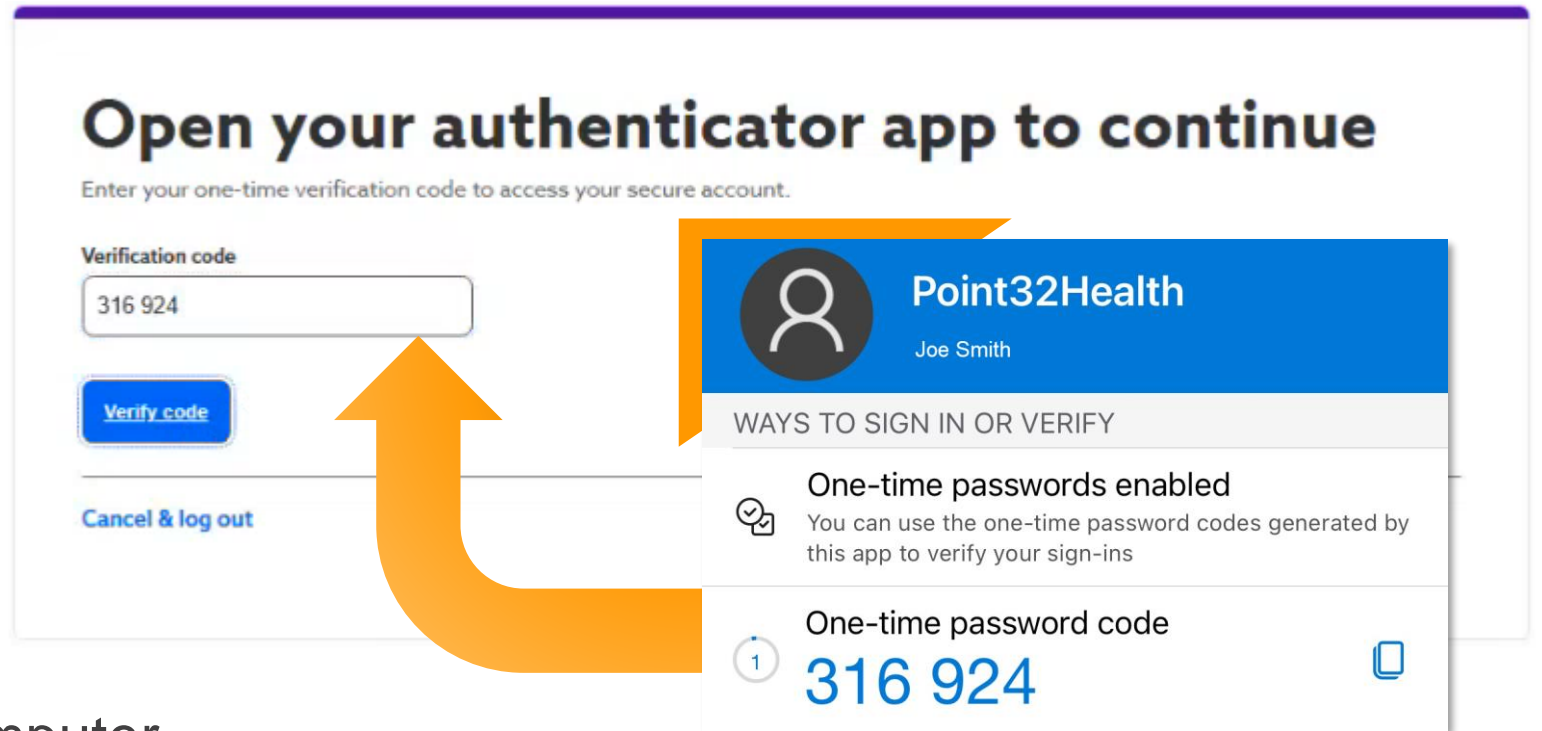 Open your authenticator app to continue
Enter your one-time verification code to access your secure account.
Verification code
316 924
Verify code
Cancel & log out
Point32Health
Joe Smith
WAYS TO SIGN IN OR VERIFY
One-time passwords enabled
You can use the one-time password codes generated by
this app to verify your sign-ins
One-time password code
1
316 924